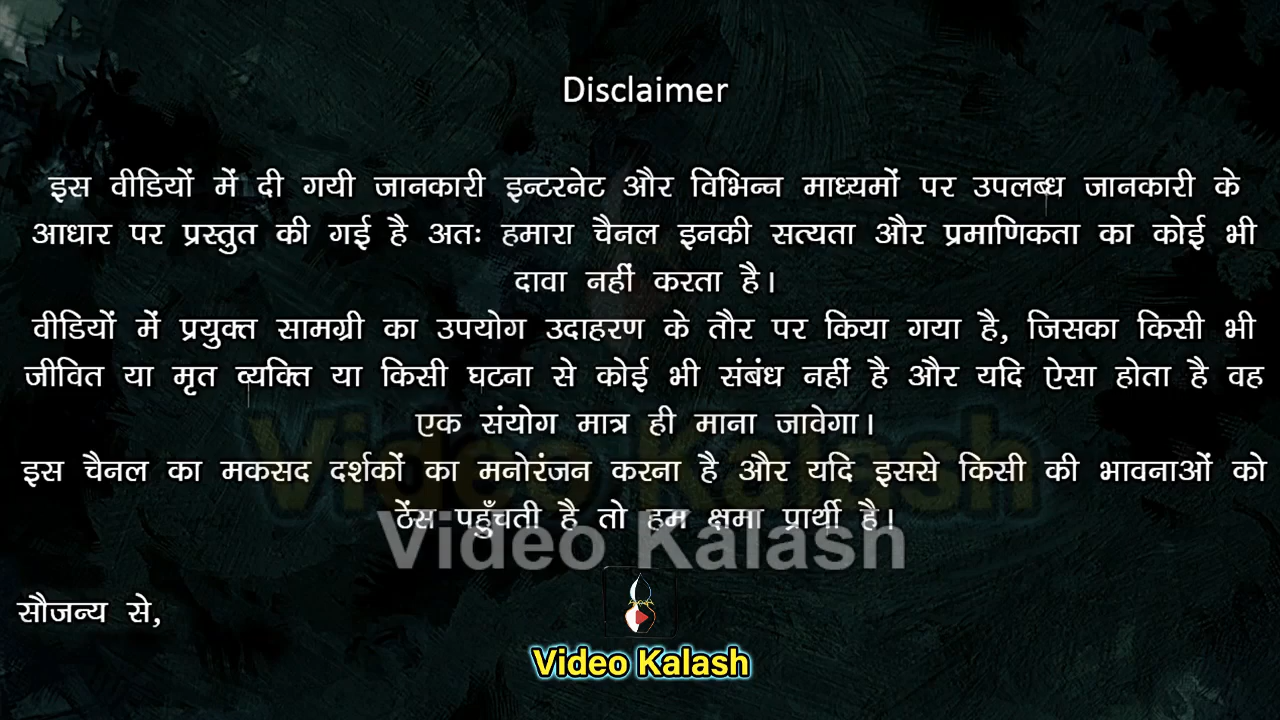 Disclaimer
इस वीडियों में दी गयी जानकारी इन्टरनेट और विभिन्न माध्यमों पर उपलब्ध जानकारी के
आधार पर प्रस्तुत की गई है अतः हमारा चैनल इनकी सत्यता और प्रमाणिकता का कोई भी
दावा नहीं करता है।
वीडियों में प्रयुक्त सामग्री का उपयोग उदाहरण के तौर पर किया गया है, जिसका किसी भी
जीवित या मृत व्यक्ति या किसी घटना से कोई भी संबंध नहीं है और यदि ऐसा होता है वह
एक संयोग मात्र ही माना जावेगा।
Video Kalash
इस चैनल का मकसद दर्शकों का मनोरंजन करना है और यदि इससे किसी की भावनाओं को
ठेंस पहुँचती है तो हम क्षमा प्रार्थी है।
Video Kalash
सौजन्य से,
Video Kalash